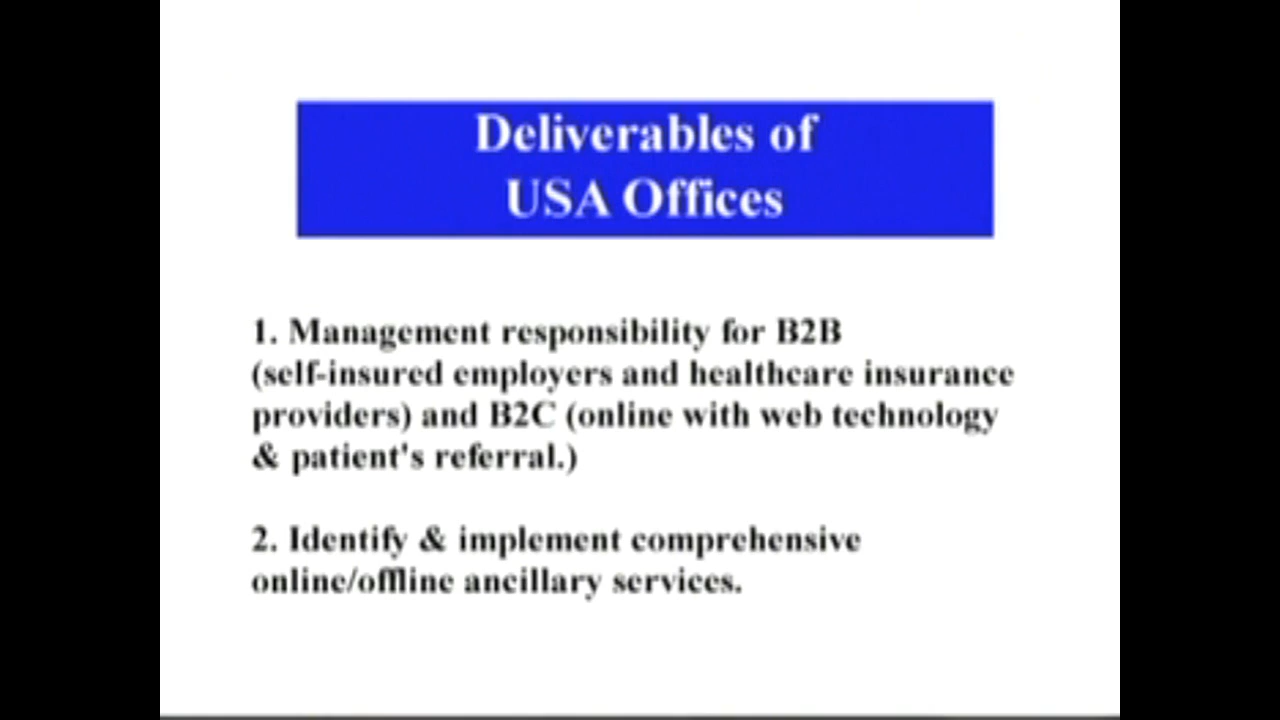 Deliverables of
USA Offices
1. Management responsibility for B2B
(self-insured employers and healthcare insurance
providers) and B2C (online with web technology
& patient's referral.)
2. Identify & implement comprehensive
online/offline ancillary services.